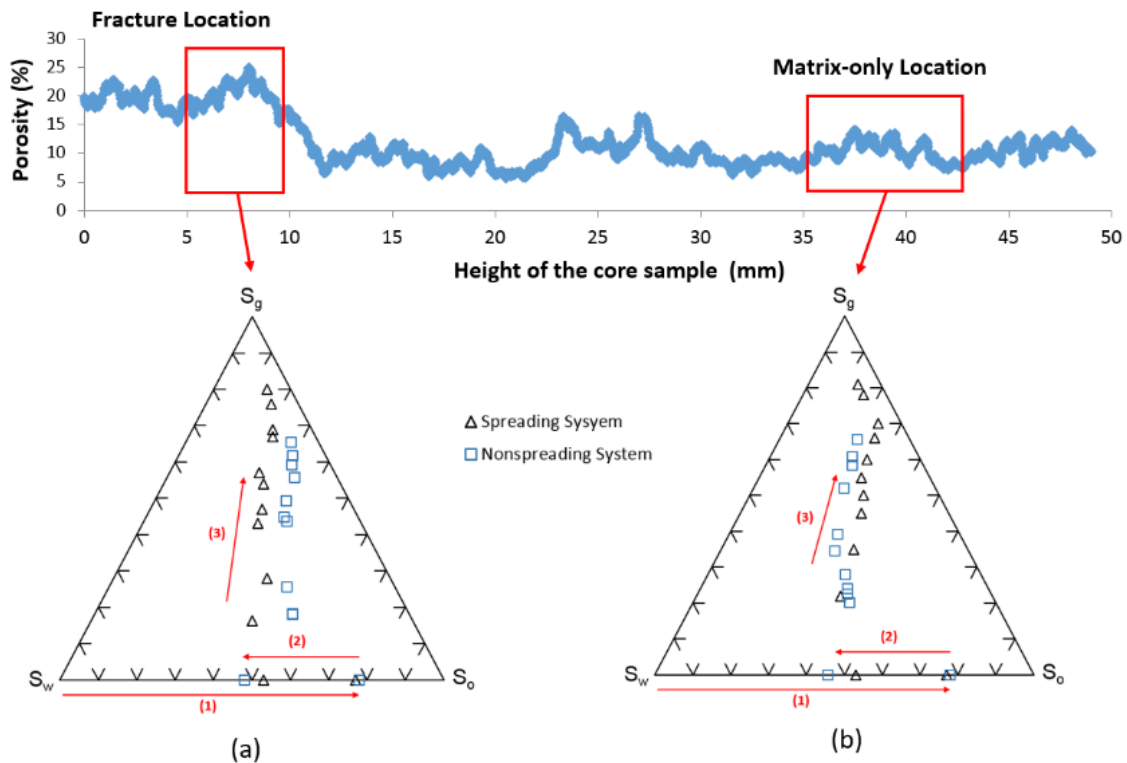 Fracture Location
Matrix-only Location
Porosity (%)
30
25
20
15
10
5
0
0 5 10 15 20 25 30 35 40 45 50
Height of the core sample (mm)
Sg
Sg
Spreading Sysyem
Nonspreading System
(3)
(3)
(2)
(2)
Sw
So
Sw
So
(1)
(1)
(a)
(b)